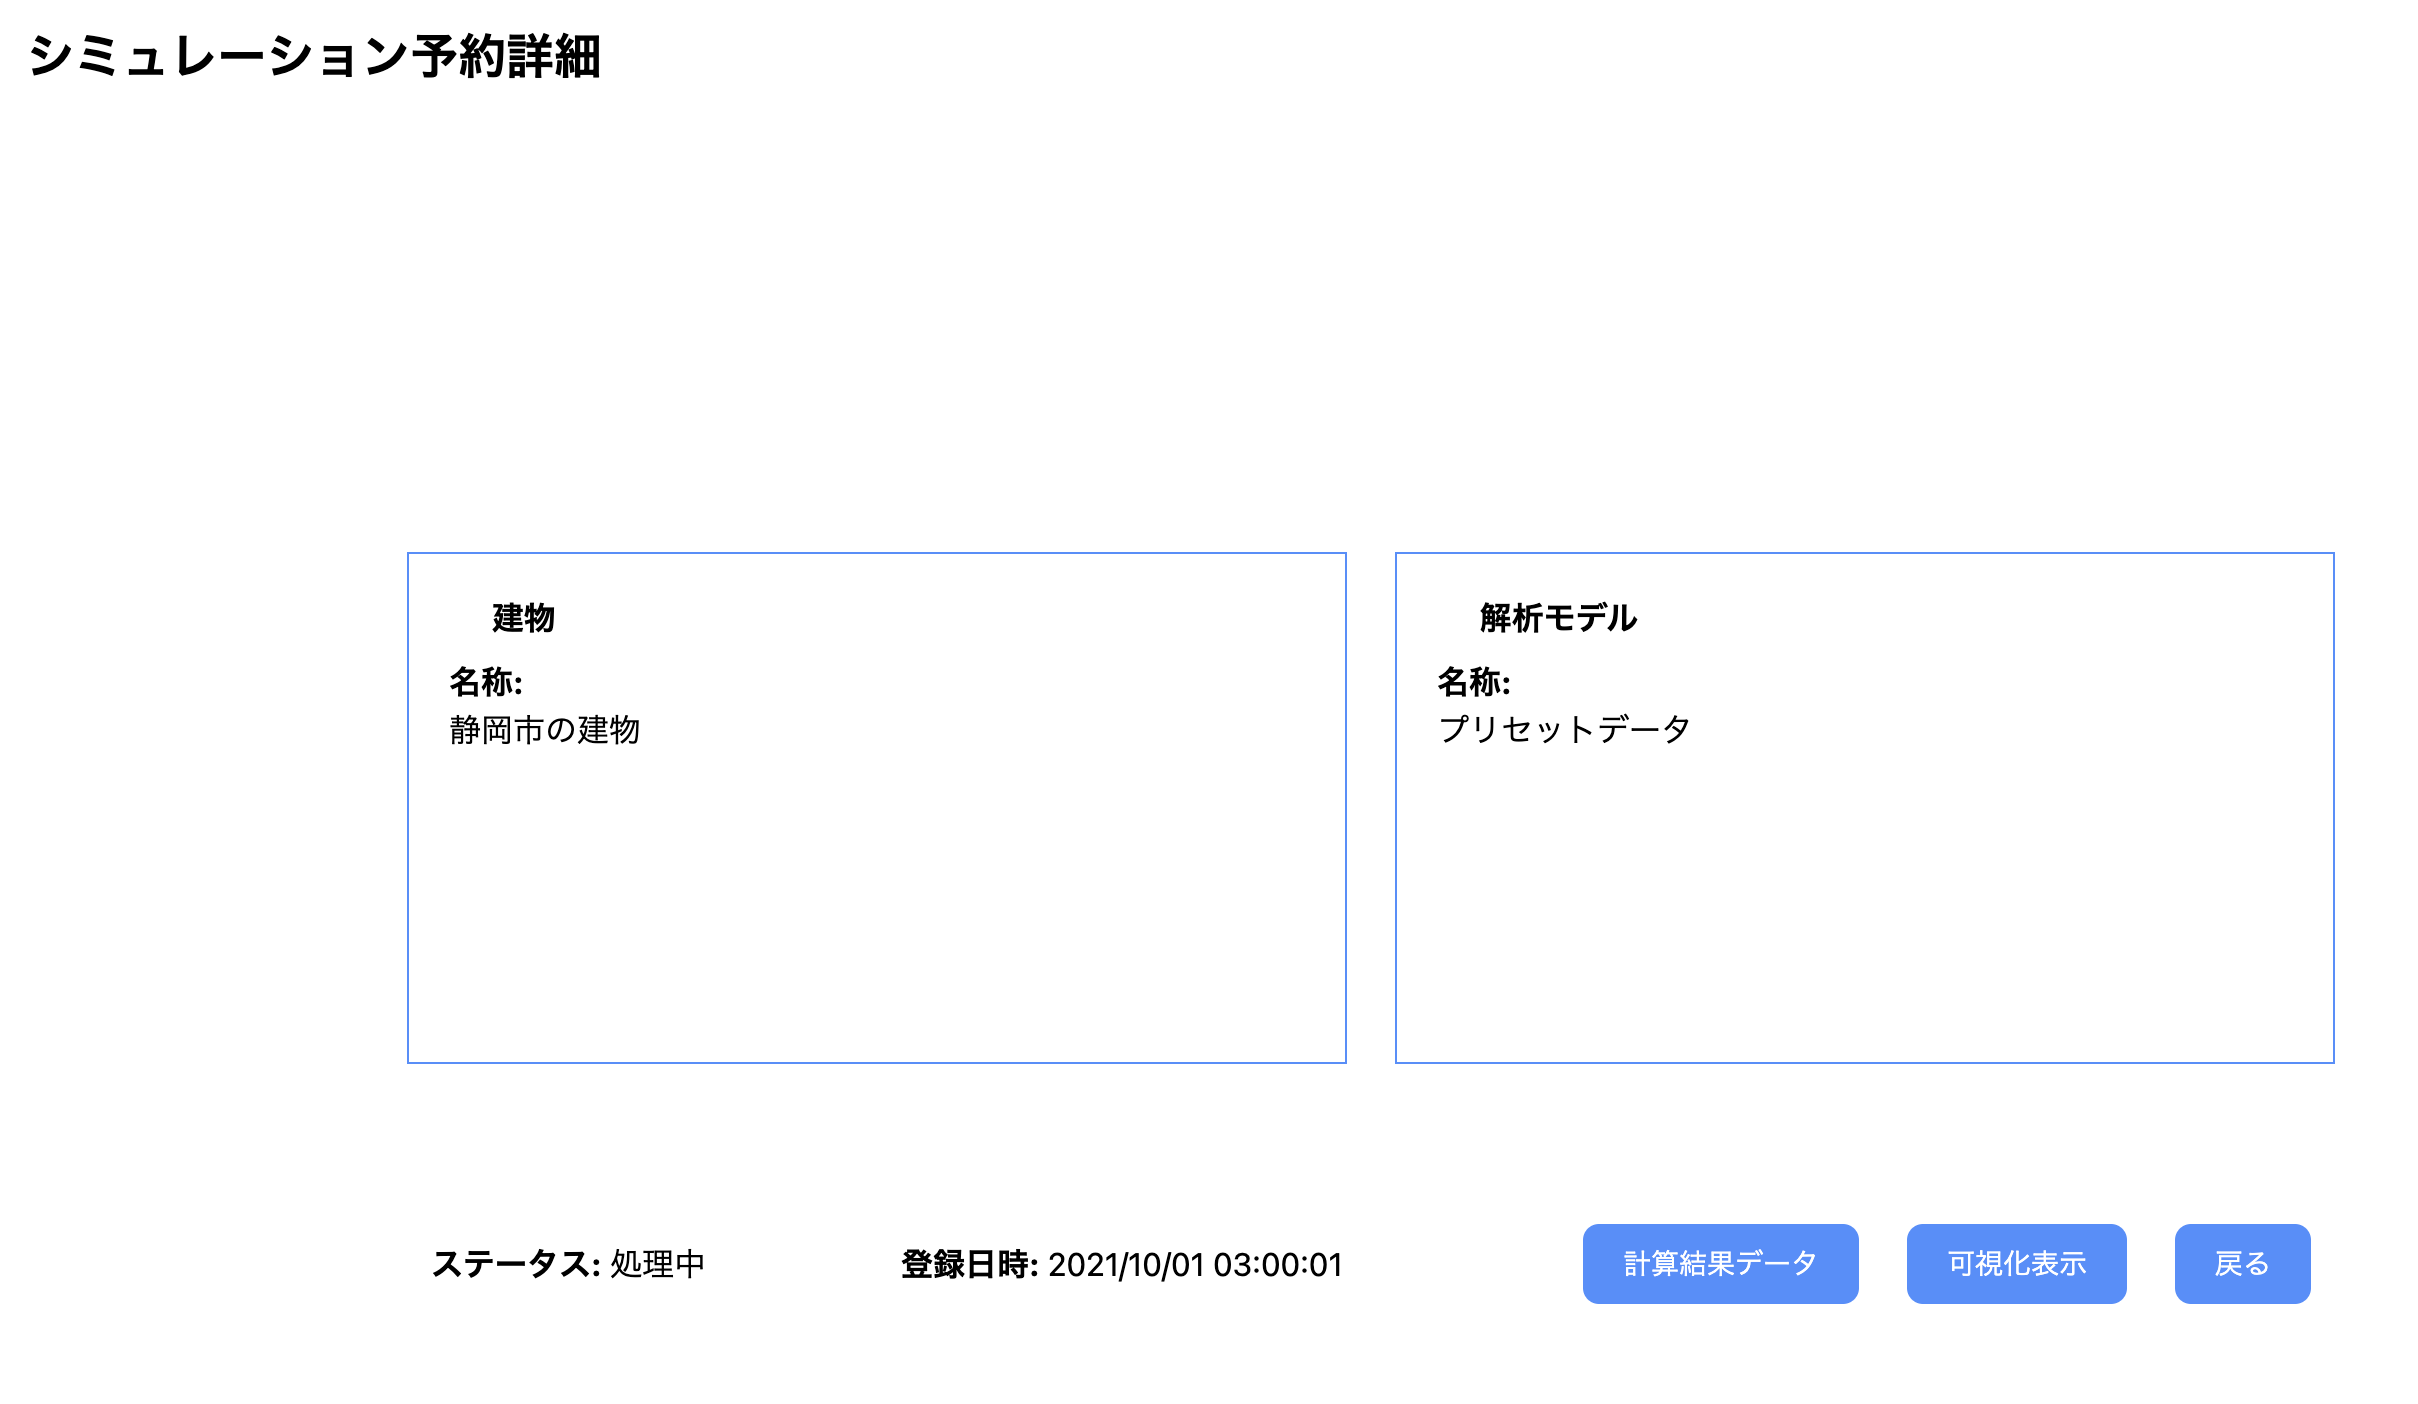 シミュレーション予約詳細
建物
名称:
静岡市の建物
解析モデル
名称:
プリセットデータ
ステータス: 処理中
登録日時: 2021/10/01 03:00:01
計算結果データ
可視化表示
戻る